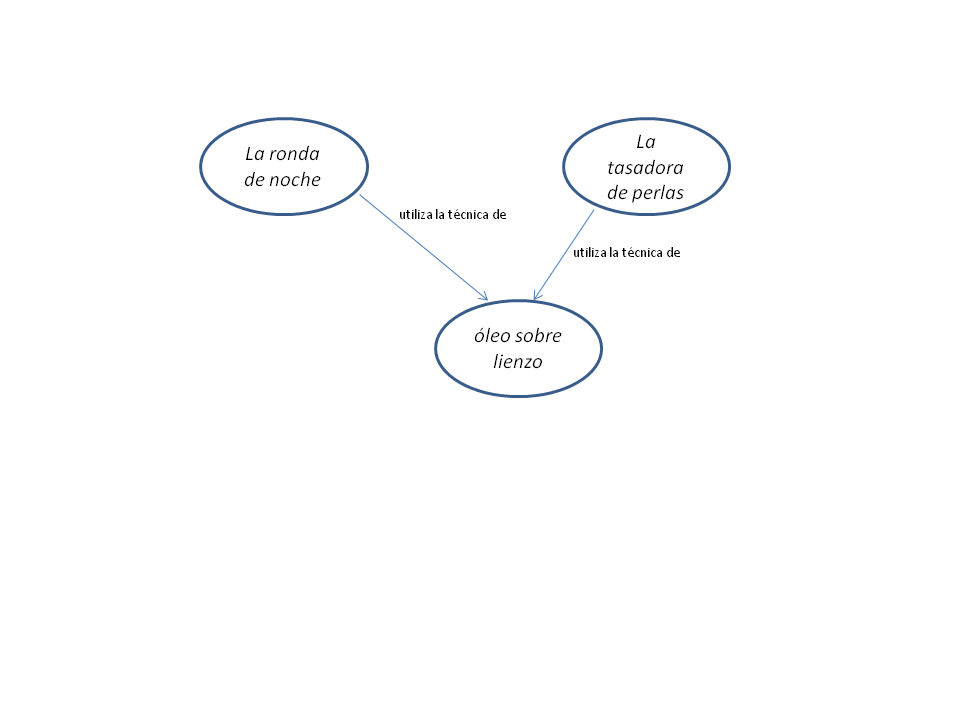 La ronda
de noche
La
tasadora
de perlas
utiliza la técnica de
utiliza la técnica de
óleo sobre
lienzo